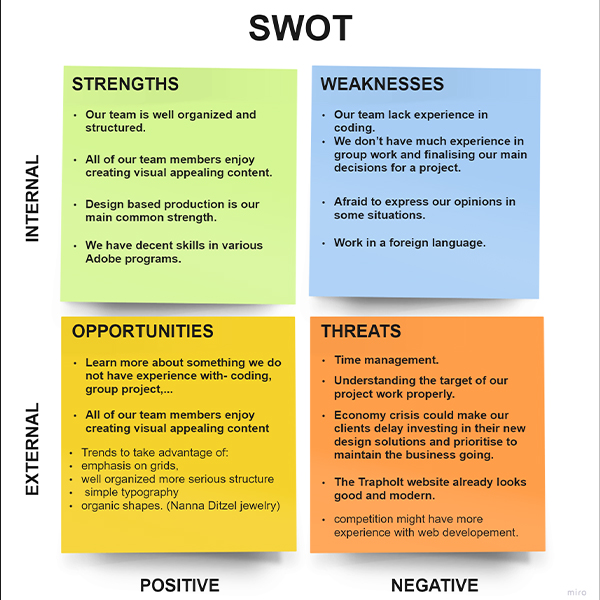 SWOT
INTERNAL
STRENGTHS
• Our team is well organized and
structured.
• All of our team members enjoy
creating visual appealing content.
• Design based production is our
main common strength.
• We have decent skills in various
Adobe programs.
WEAKNESSES
• Our team lack experience in
coding.
• We don't have much experience in
group work and finalising our main
decisions for a project.
• Afraid to express our opinions in
some situations.
• Work in a foreign language.
EXTERNAL
OPPORTUNITIES
• Learn more about something we do
not have experience with- coding,
group project,...
• All of our team members enjoy
creating visual appealing content
• Trends to take advantage of:
• emphasis on grids,
• well organized more serious structure
• simple typography
• organic shapes. (Nanna Ditzel jewelry)
THREATS
• Time management.
• Understanding the target of our
project work properly.
• Economy crisis could make our
clients delay investing in their new
design solutions and prioritise to
maintain the business going.
• The Trapholt website already looks
good and modern.
• competition might have more
experience with web developement.
POSITIVE
NEGATIVE
miro